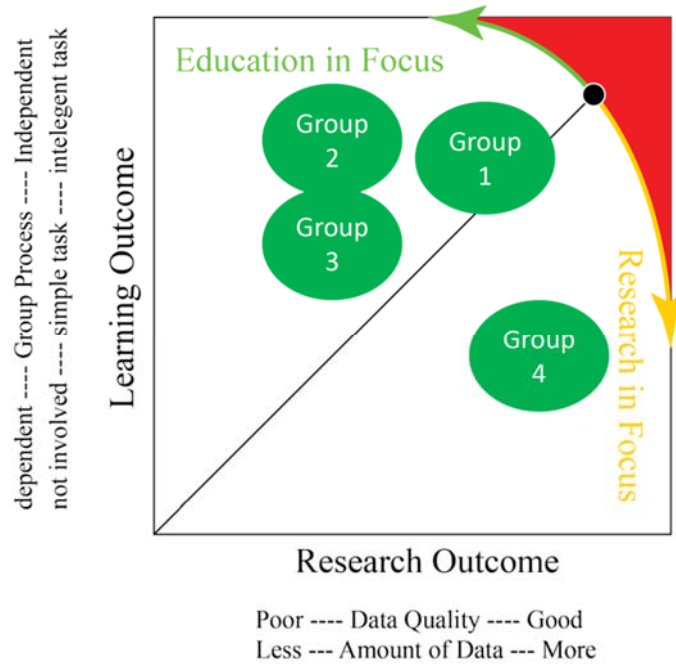 Education in Focus
Group
2
Group
1
Group
3
Group
4
Research in Focus
Learning Outcome
dependent ---- Group Process ---- Independent
not involved ---- simple task ---- intelegent task
Research Outcome
Poor ---- Data Quality ---- Good
Less --- Amount of Data --- More